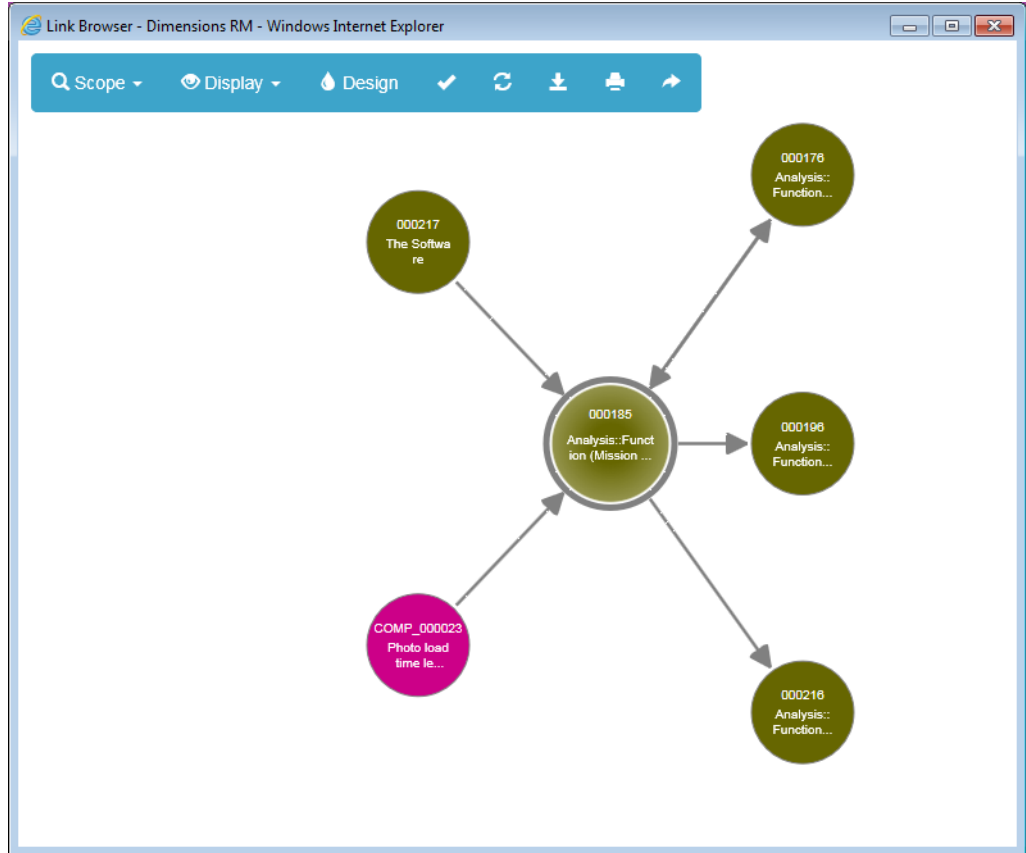 Link Browser - Dimensions RM - Windows Internet Explorer
Scope Display Design
000176
Analysis::
Function...
000217
The Softwa
re
000185
Analysis::Funct
ion (Mission ...
000196
Analysis::
Function...
COMP_000023
Photo load
time le...
000216
Analysis::
Function...